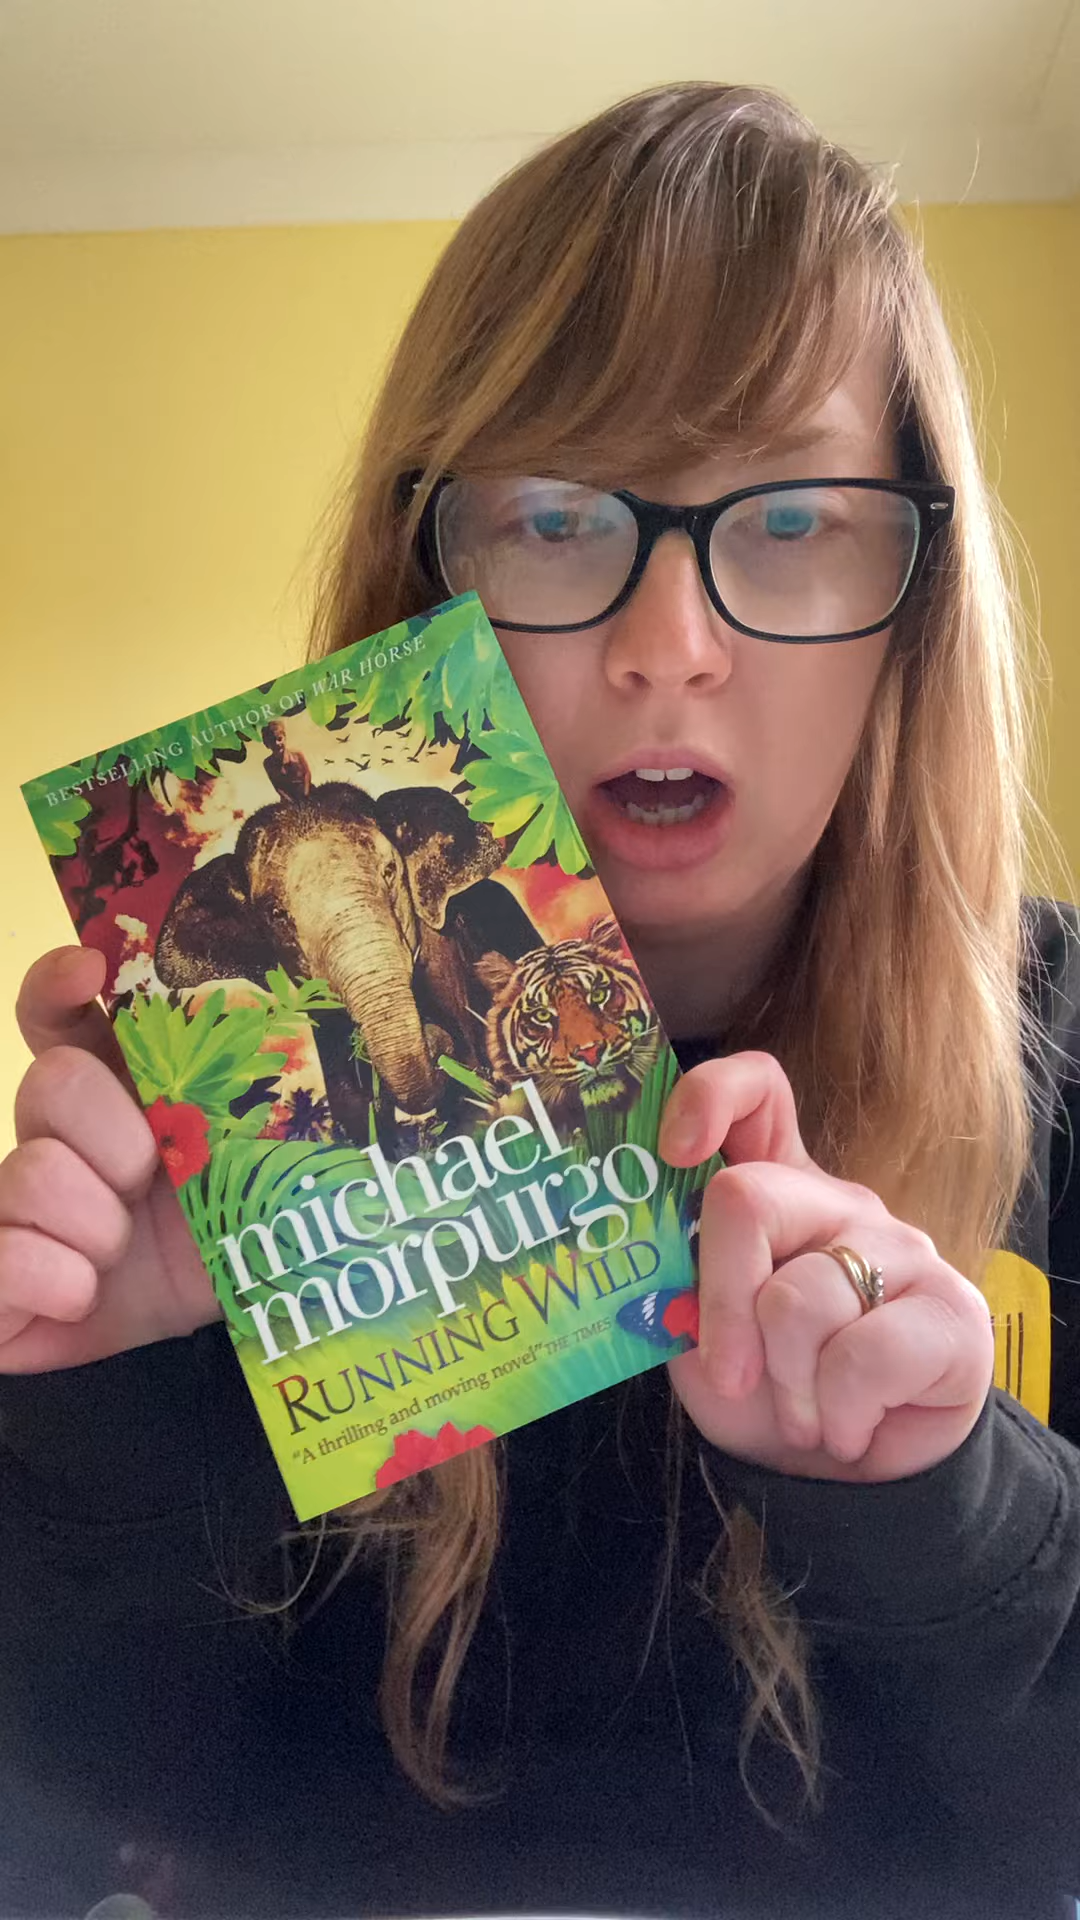 BESTSELLING AUTHOR OF WAR HORSE
michael
morpurgo
RUNNING WILD
"A thrilling and moving novel" THE TIMES